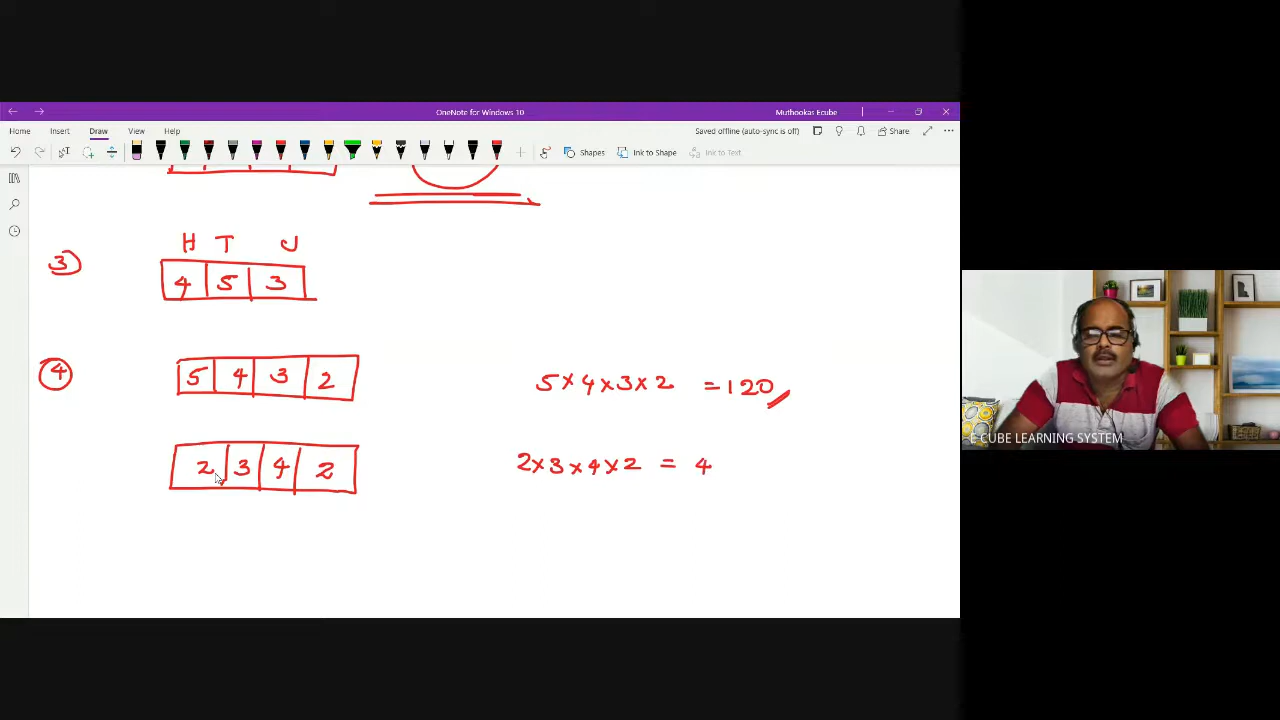 OneNote for Windows 10
Muthookas Ecube
Home Insert Draw View Help
Saved offline (auto-sync is off)
Share
Shapes
Ink to Shape
Ink to Text
H T U
3 4 5 3
4 5 4 3 2 5×4×3×2 =120
2 3 4 2 2×3×4×2 = 4
E CUBE LEARNING SYSTEM